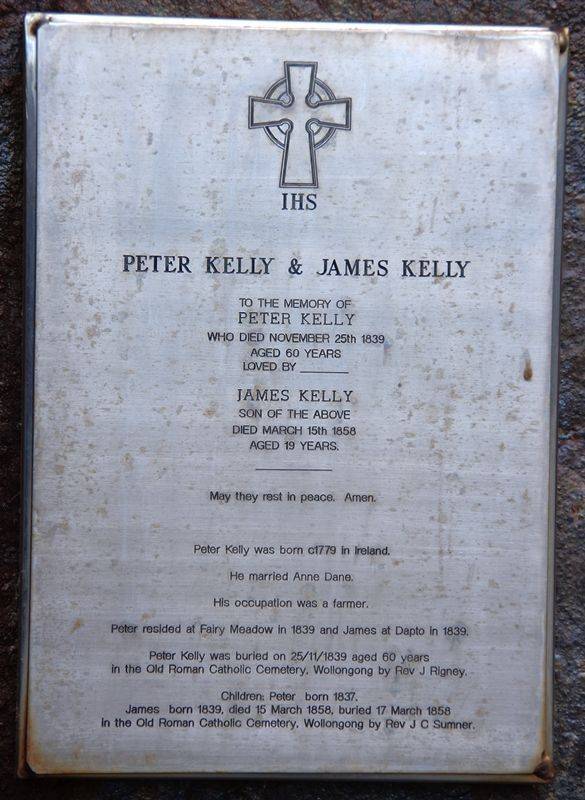 IHS
PETER KELLY & JAMES KELLY
TO THE MEMORY OF
PETER KELLY
WHO DIED NOVEMBER 25th 1839
AGED 60 YEARS
LOVED BY ________
JAMES KELLY
SON OF THE ABOVE
DIED MARCH 15th 1858
AGED 19 YEARS.
May they rest in peace. Amen.
Peter Kelly was born c1779 in Ireland.
He married Anne Dane.
His occupation was a farmer.
Peter resided at Fairy Meadow in 1839 and James at Dapto in 1839.
Peter Kelly was buried on 25/11/1839 aged 60 years
in the Old Roman Catholic Cemetery, Wollongong by Rev J Rigney.
Children: Peter born 1837.
James born 1839, died 15 March 1858, buried 17 March 1858
in the Old Roman Catholic Cemetery, Wollongong by Rev J C Sumner.